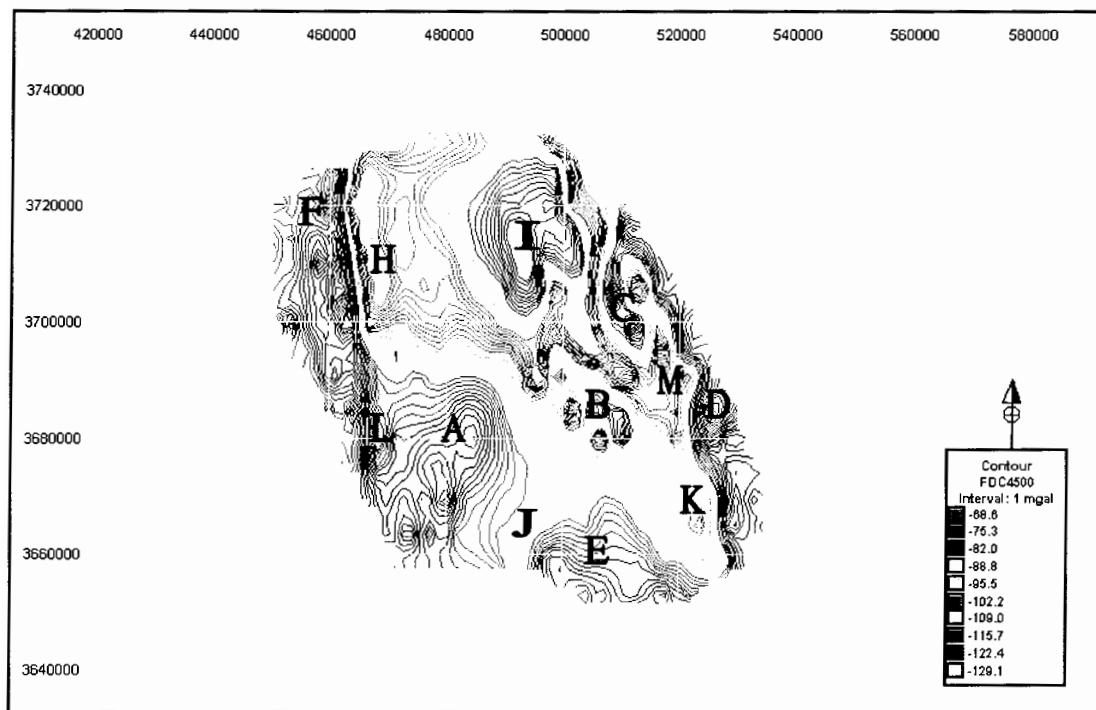 420000 440000 460000 480000 500000 520000 540000 560000 580000
3740000
3720000
3700000
3680000
3660000
3640000
F
I
H
C
M
B
D
L
A
K
J
E
Contour
FDC4500
Interval: 1 mgal
-68.6
-75.3
-82.0
-88.8
-95.5
-102.2
-109.0
-115.7
-122.4
-129.1